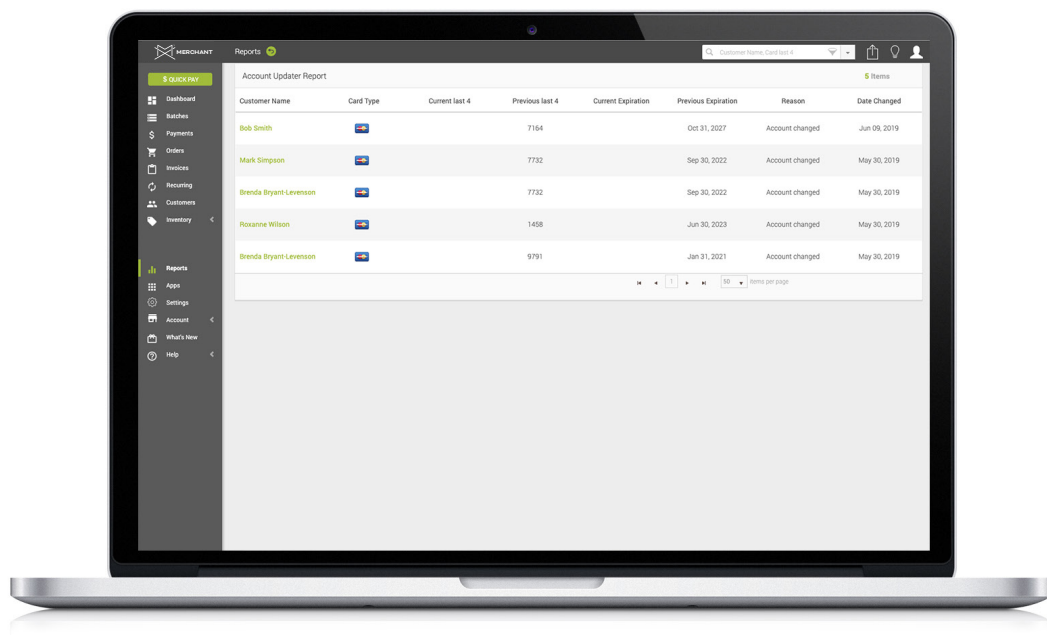 MERCHANT
Reports
Customer Name, Card last 4
$ QUICK PAY
Dashboard
Batches
Payments
Orders
Invoices
Recurring
Customers
Inventory
Reports
Apps
Settings
Account
What's New
Help
Account Updater Report
5 Items
Customer Name Card Type Current last 4 Previous last 4 Current Expiration Previous Expiration Reason Date Changed
Bob Smith 7164 Oct 31, 2027 Account changed Jun 09, 2019
Mark Simpson 7732 Sep 30, 2022 Account changed May 30, 2019
Brenda Bryant-Levenson 7732 Sep 30, 2022 Account changed May 30, 2019
Roxanne Wilson 1458 Jun 30, 2023 Account changed May 30, 2019
Brenda Bryant-Levenson 9791 Jan 31, 2021 Account changed May 30, 2019
1 50 items per page